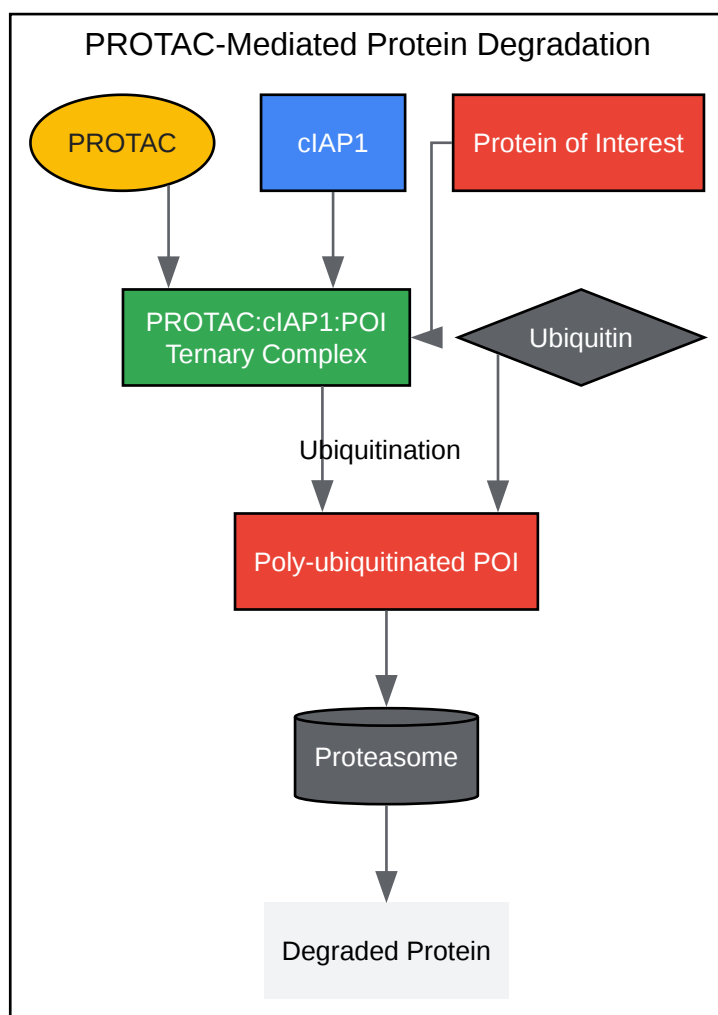 PROTAC-Mediated Protein Degradation
PROTAC
cIAP1
Protein of Interest
PROTAC:cIAP1:POI
Ternary Complex
Ubiquitin
Ubiquitination
Poly-ubiquitinated POI
Proteasome
Degraded Protein